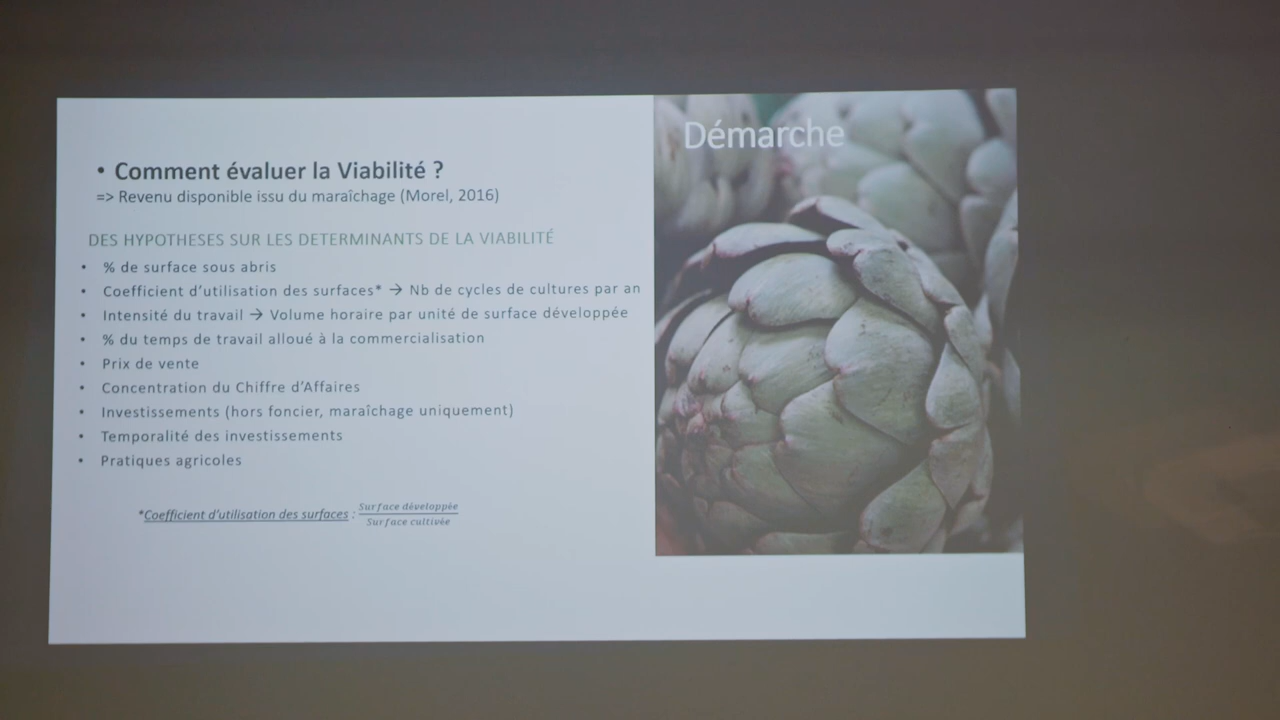 Démarche
• Comment évaluer la Viabilité ?
=> Revenu disponible issu du maraîchage (Morel, 2016)
DES HYPOTHESES SUR LES DETERMINANTS DE LA VIABILITÉ
• % de surface sous abris
• Coefficient d'utilisation des surfaces* → Nb de cycles de cultures par an
• Intensité du travail → Volume horaire par unité de surface développée
• % du temps de travail alloué à la commercialisation
• Prix de vente
• Concentration du Chiffre d'Affaires
• Investissements (hors foncier, maraîchage uniquement)
• Temporalité des investissements
• Pratiques agricoles
*Coefficient d'utilisation des surfaces : Surface développée
Surface cultivée